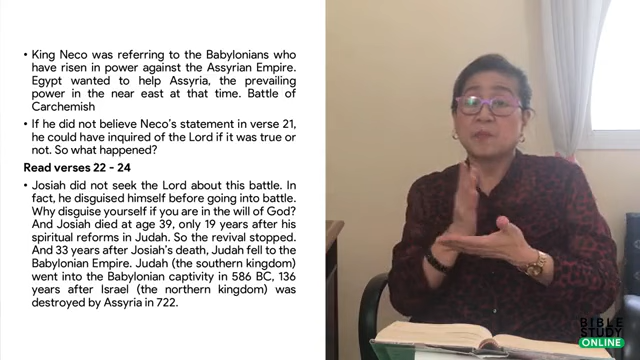 • King Neco was referring to the Babylonians who
have risen in power against the Assyrian Empire.
Egypt wanted to help Assyria, the prevailing
power in the near east at that time. Battle of
Carchemish
• If he did not believe Neco's statement in verse 21,
he could have inquired of the Lord if it was true or
not. So what happened?
Read verses 22 - 24
• Josiah did not seek the Lord about this battle. In
fact, he disguised himself before going into battle.
Why disguise yourself if you are in the will of God?
And Josiah died at age 39, only 19 years after his
spiritual reforms in Judah. So the revival stopped.
And 33 years after Josiah's death, Judah fell to the
Babylonian Empire. Judah (the southern kingdom)
went into the Babylonian captivity in 586 BC, 136
years after Israel (the northern kingdom) was
destroyed by Assyria in 722.
BIBLE
STUDY
ONLINE